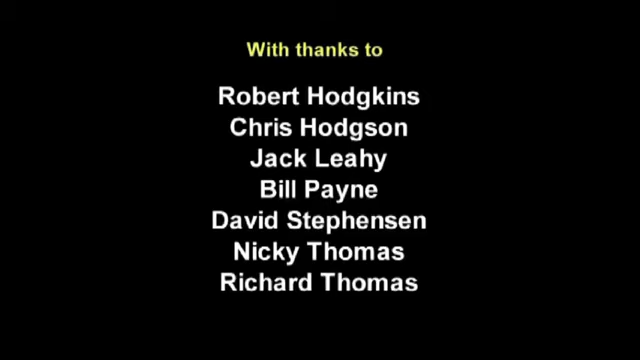 With thanks to
Robert Hodgkins
Chris Hodgson
Jack Leahy
Bill Payne
David Stephensen
Nicky Thomas
Richard Thomas